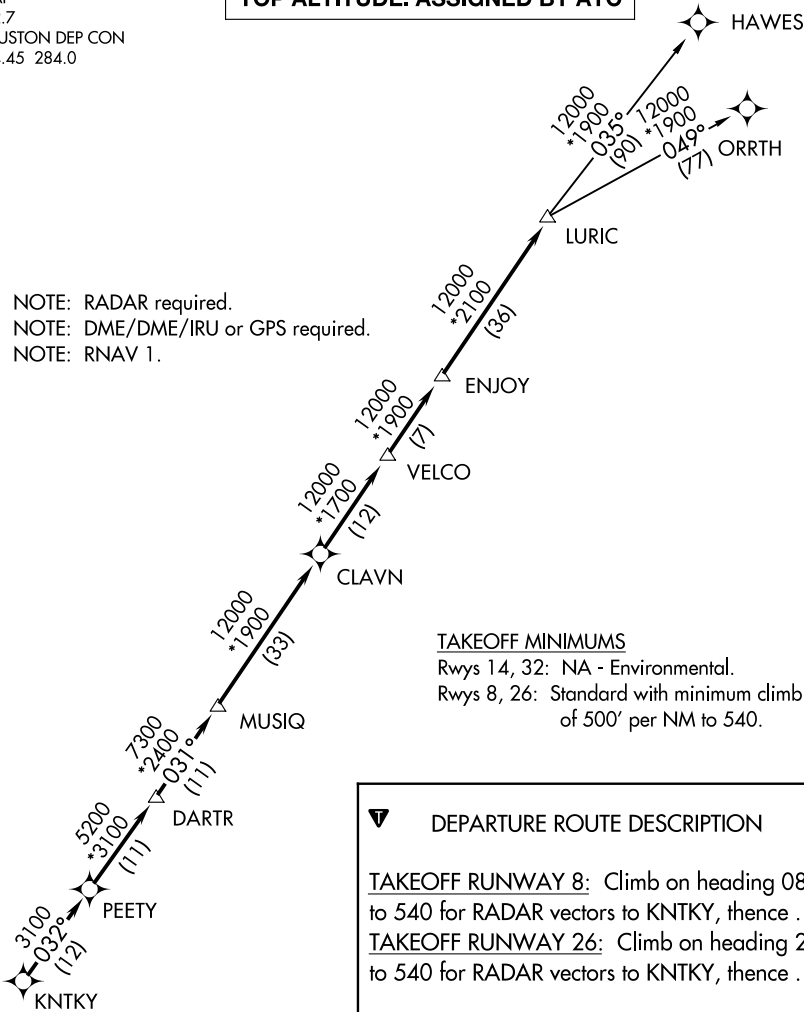 .7
USTON DEP CON
.45 284.0
TOP ALTITUDE: ASSIGNED BY ATC
HAWES
12000
*1900
035°
(90)
12000
*1900
049°
(77)
ORRTH
LURIC
12000
*2100
(36)
NOTE: RADAR required.
NOTE: DME/DME/IRU or GPS required.
NOTE: RNAV 1.
ENJOY
12000
*1900
(7)
VELCO
12000
*1700
(12)
CLAVN
12000
*1900
(33)
TAKEOFF MINIMUMS
Rwys 14, 32: NA - Environmental.
Rwys 8, 26: Standard with minimum climb
of 500' per NM to 540.
MUSIQ
7300
*2400
031°
(11)
DARTR
5200
*3100
(11)
PEETY
3100
032°
(12)
KNTKY
T
DEPARTURE ROUTE DESCRIPTION
TAKEOFF RUNWAY 8: Climb on heading 08
to 540 for RADAR vectors to KNTKY, thence .
TAKEOFF RUNWAY 26: Climb on heading 2
to 540 for RADAR vectors to KNTKY, thence .